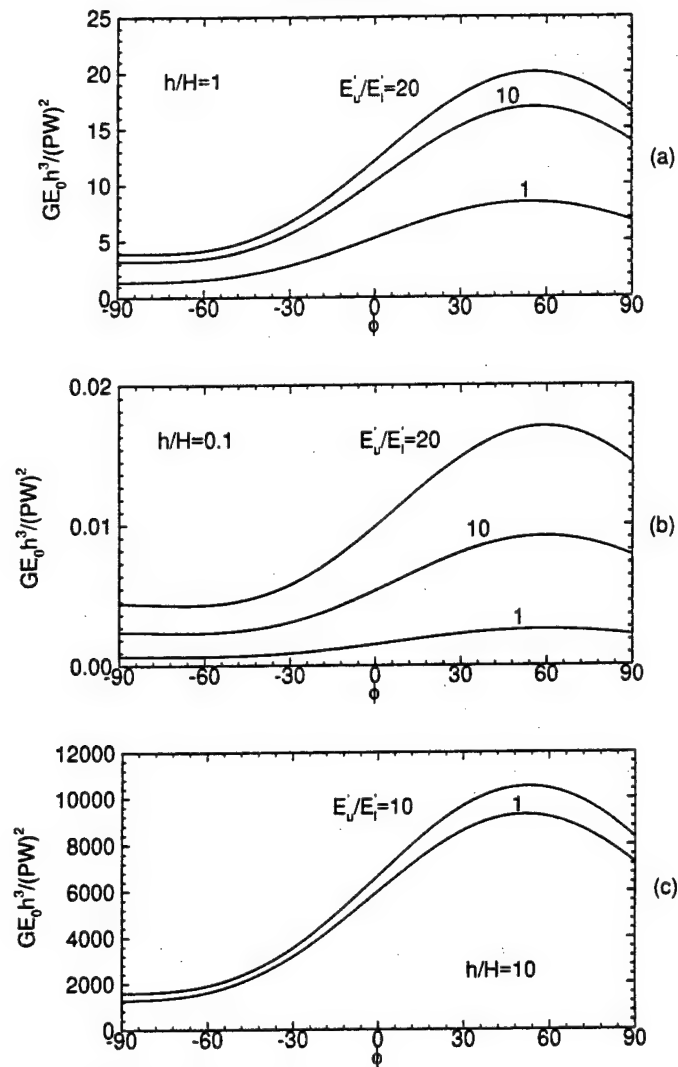 25
20
15
10
5
0
GE₀h³/(PW)²
h/H=1
E'ᵤ/E'ₗ=20
10
1
-90 -60 -30 0 30 60 90
ϕ
(a)
0.02
0.01
0.00
GE₀h³/(PW)²
h/H=0.1
E'ᵤ/E'ₗ=20
10
1
-90 -60 -30 0 30 60 90
ϕ
(b)
12000
10000
8000
6000
4000
2000
0
GE₀h³/(PW)²
E'ᵤ/E'ₗ=10
1
h/H=10
-90 -60 -30 0 30 60 90
ϕ
(c)